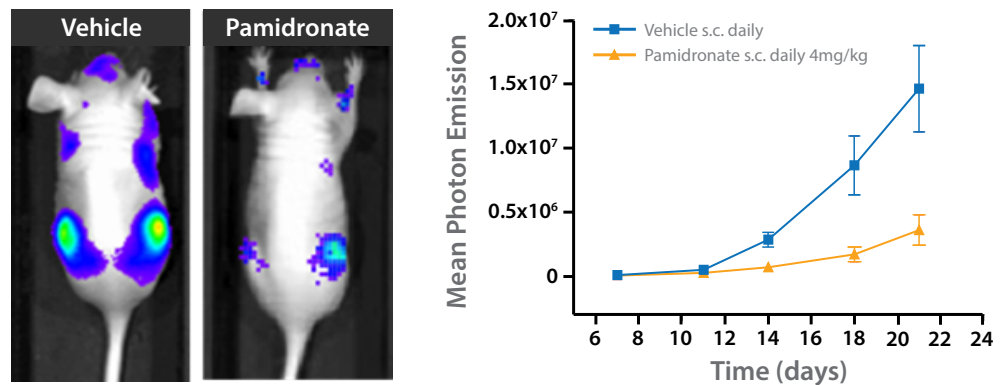 Vehicle
Pamidronate
Mean Photon Emission
2.0x10⁷
1.5x10⁷
1.0x10⁷
0.5x10⁶
0
Vehicle s.c. daily
Pamidronate s.c. daily 4mg/kg
6 8 10 12 14 16 18 20 22 24
Time (days)